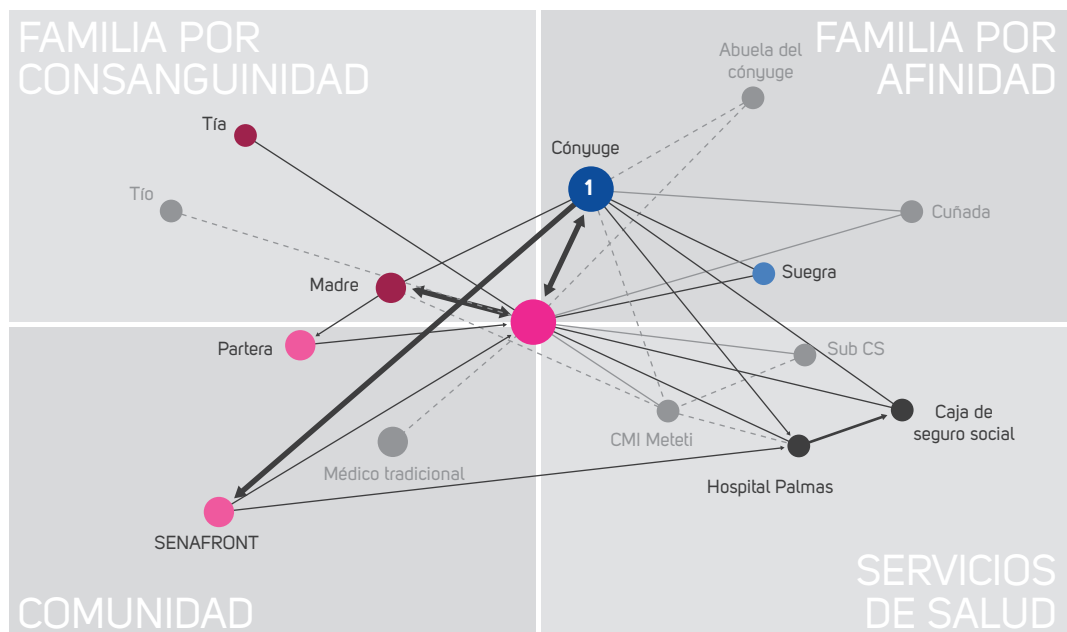 FAMILIA POR
CONSANGUINIDAD
FAMILIA POR
AFINIDAD
Abuela del
cónyuge
Tía
Cónyuge
1
Tío
Cuñada
Madre
Suegra
Partera
Sub CS
Médico tradicional
CMI Meteti
Caja de
seguro social
Hospital Palmas
SENAFRONT
COMUNIDAD
SERVICIOS
DE SALUD